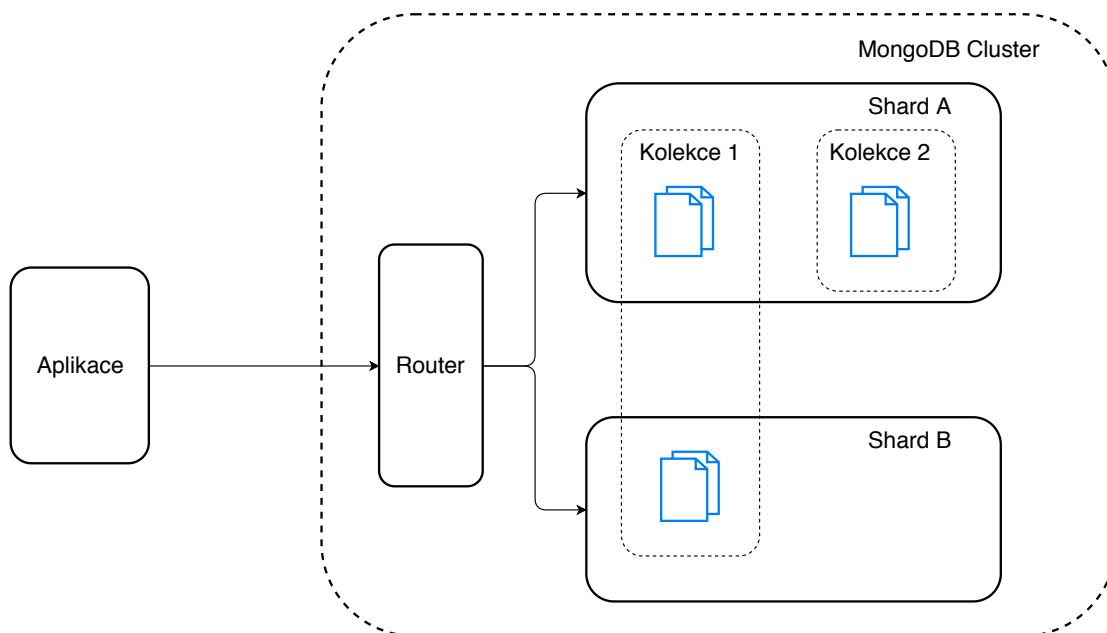 MongoDB Cluster
Shard A
Kolekce 1
Kolekce 2
Aplikace
Router
Shard B